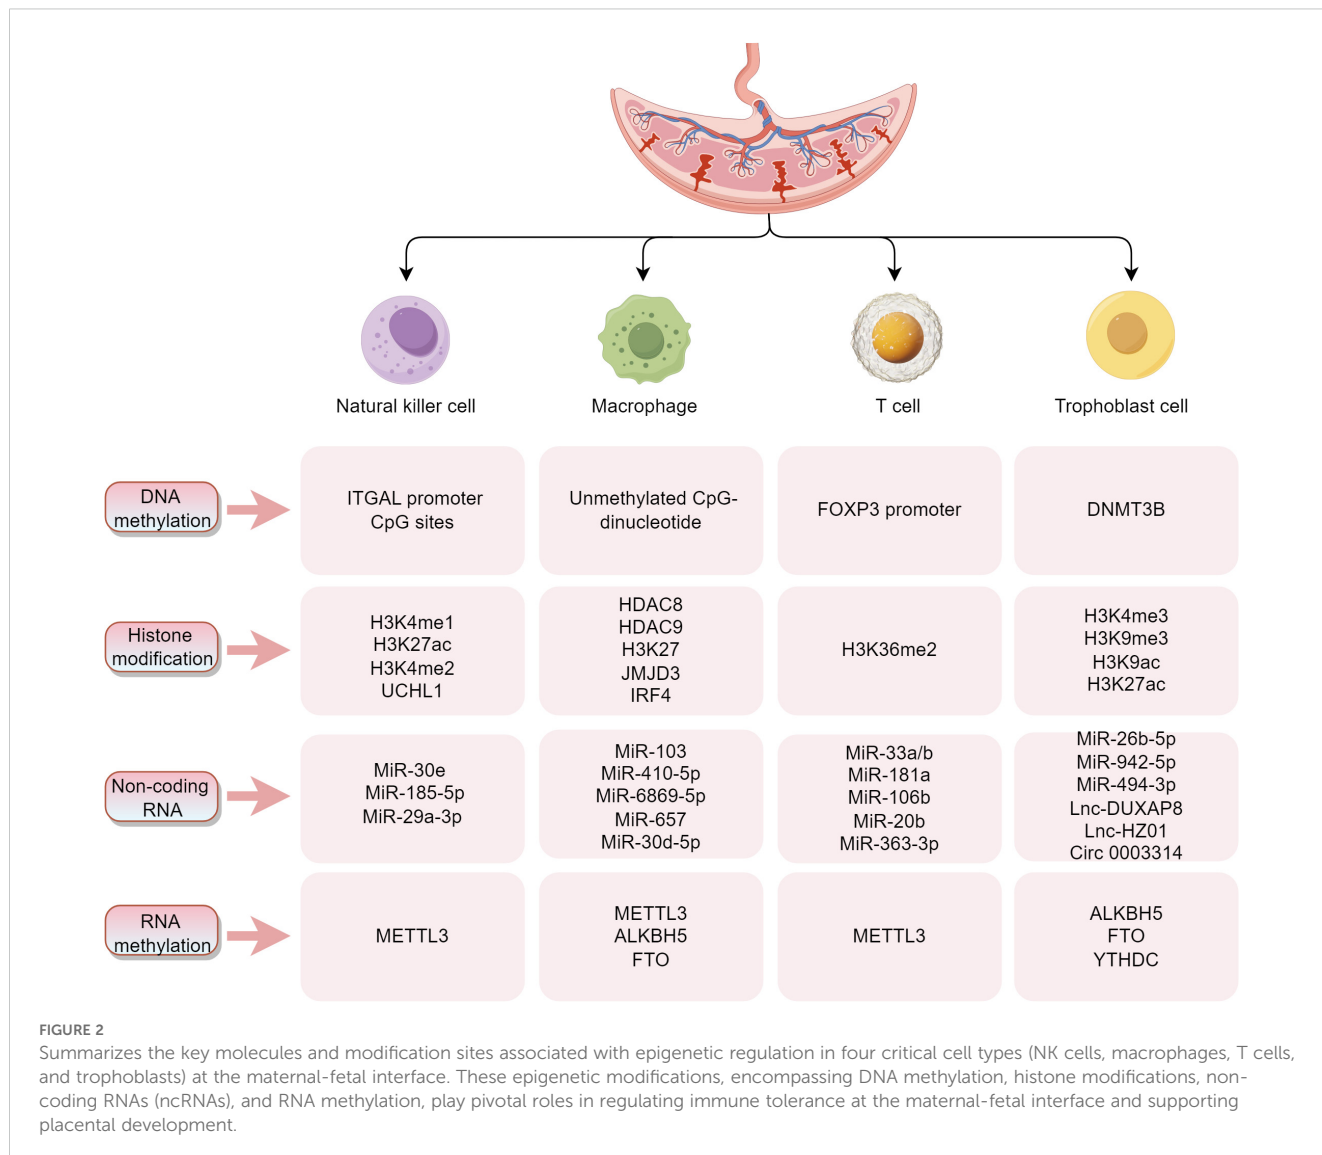 Natural killer cell
Macrophage
T cell
Trophoblast cell
DNA
methylation
ITGAL promoter
CpG sites
Unmethylated CpG-
dinucleotide
FOXP3 promoter
DNMT3B
Histone
modification
H3K4me1
H3K27ac
H3K4me2
UCHL1
HDAC8
HDAC9
H3K27
JMJD3
IRF4
H3K36me2
H3K4me3
H3K9me3
H3K9ac
H3K27ac
Non-coding
RNA
MiR-30e
MiR-185-5p
MiR-29a-3p
MiR-103
MiR-410-5p
MiR-6869-5p
MiR-657
MiR-30d-5p
MiR-33a/b
MiR-181a
MiR-106b
MiR-20b
MiR-363-3p
MiR-26b-5p
MiR-942-5p
MiR-494-3p
Lnc-DUXAP8
Lnc-HZ01
Circ 0003314
RNA
methylation
METTL3
METTL3
ALKBH5
FTO
METTL3
ALKBH5
FTO
YTHDC
FIGURE 2
Summarizes the key molecules and modification sites associated with epigenetic regulation in four critical cell types (NK cells, macrophages, T cells,
and trophoblasts) at the maternal-fetal interface. These epigenetic modifications, encompassing DNA methylation, histone modifications, non-
coding RNAs (ncRNAs), and RNA methylation, play pivotal roles in regulating immune tolerance at the maternal-fetal interface and supporting
placental development.